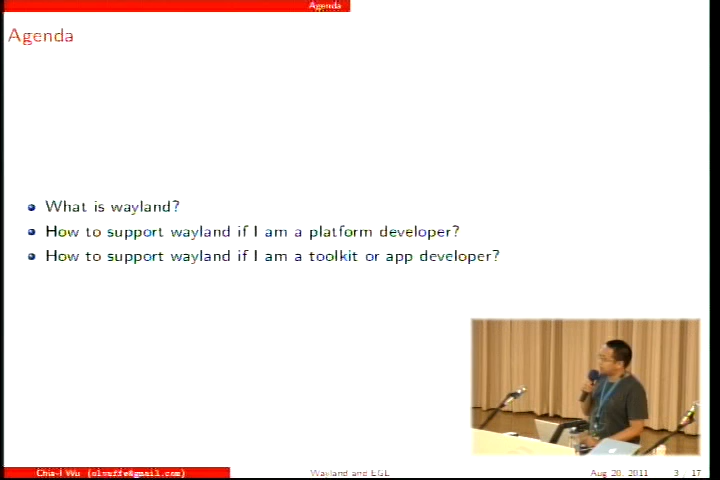 Agenda
Agenda
What is wayland?
How to support wayland if I am a platform developer?
How to support wayland if I am a toolkit or app developer?
Chia-I Wu (olvaffe@gmail.com)
Wayland and EGL
Aug 20, 2011
3 / 17